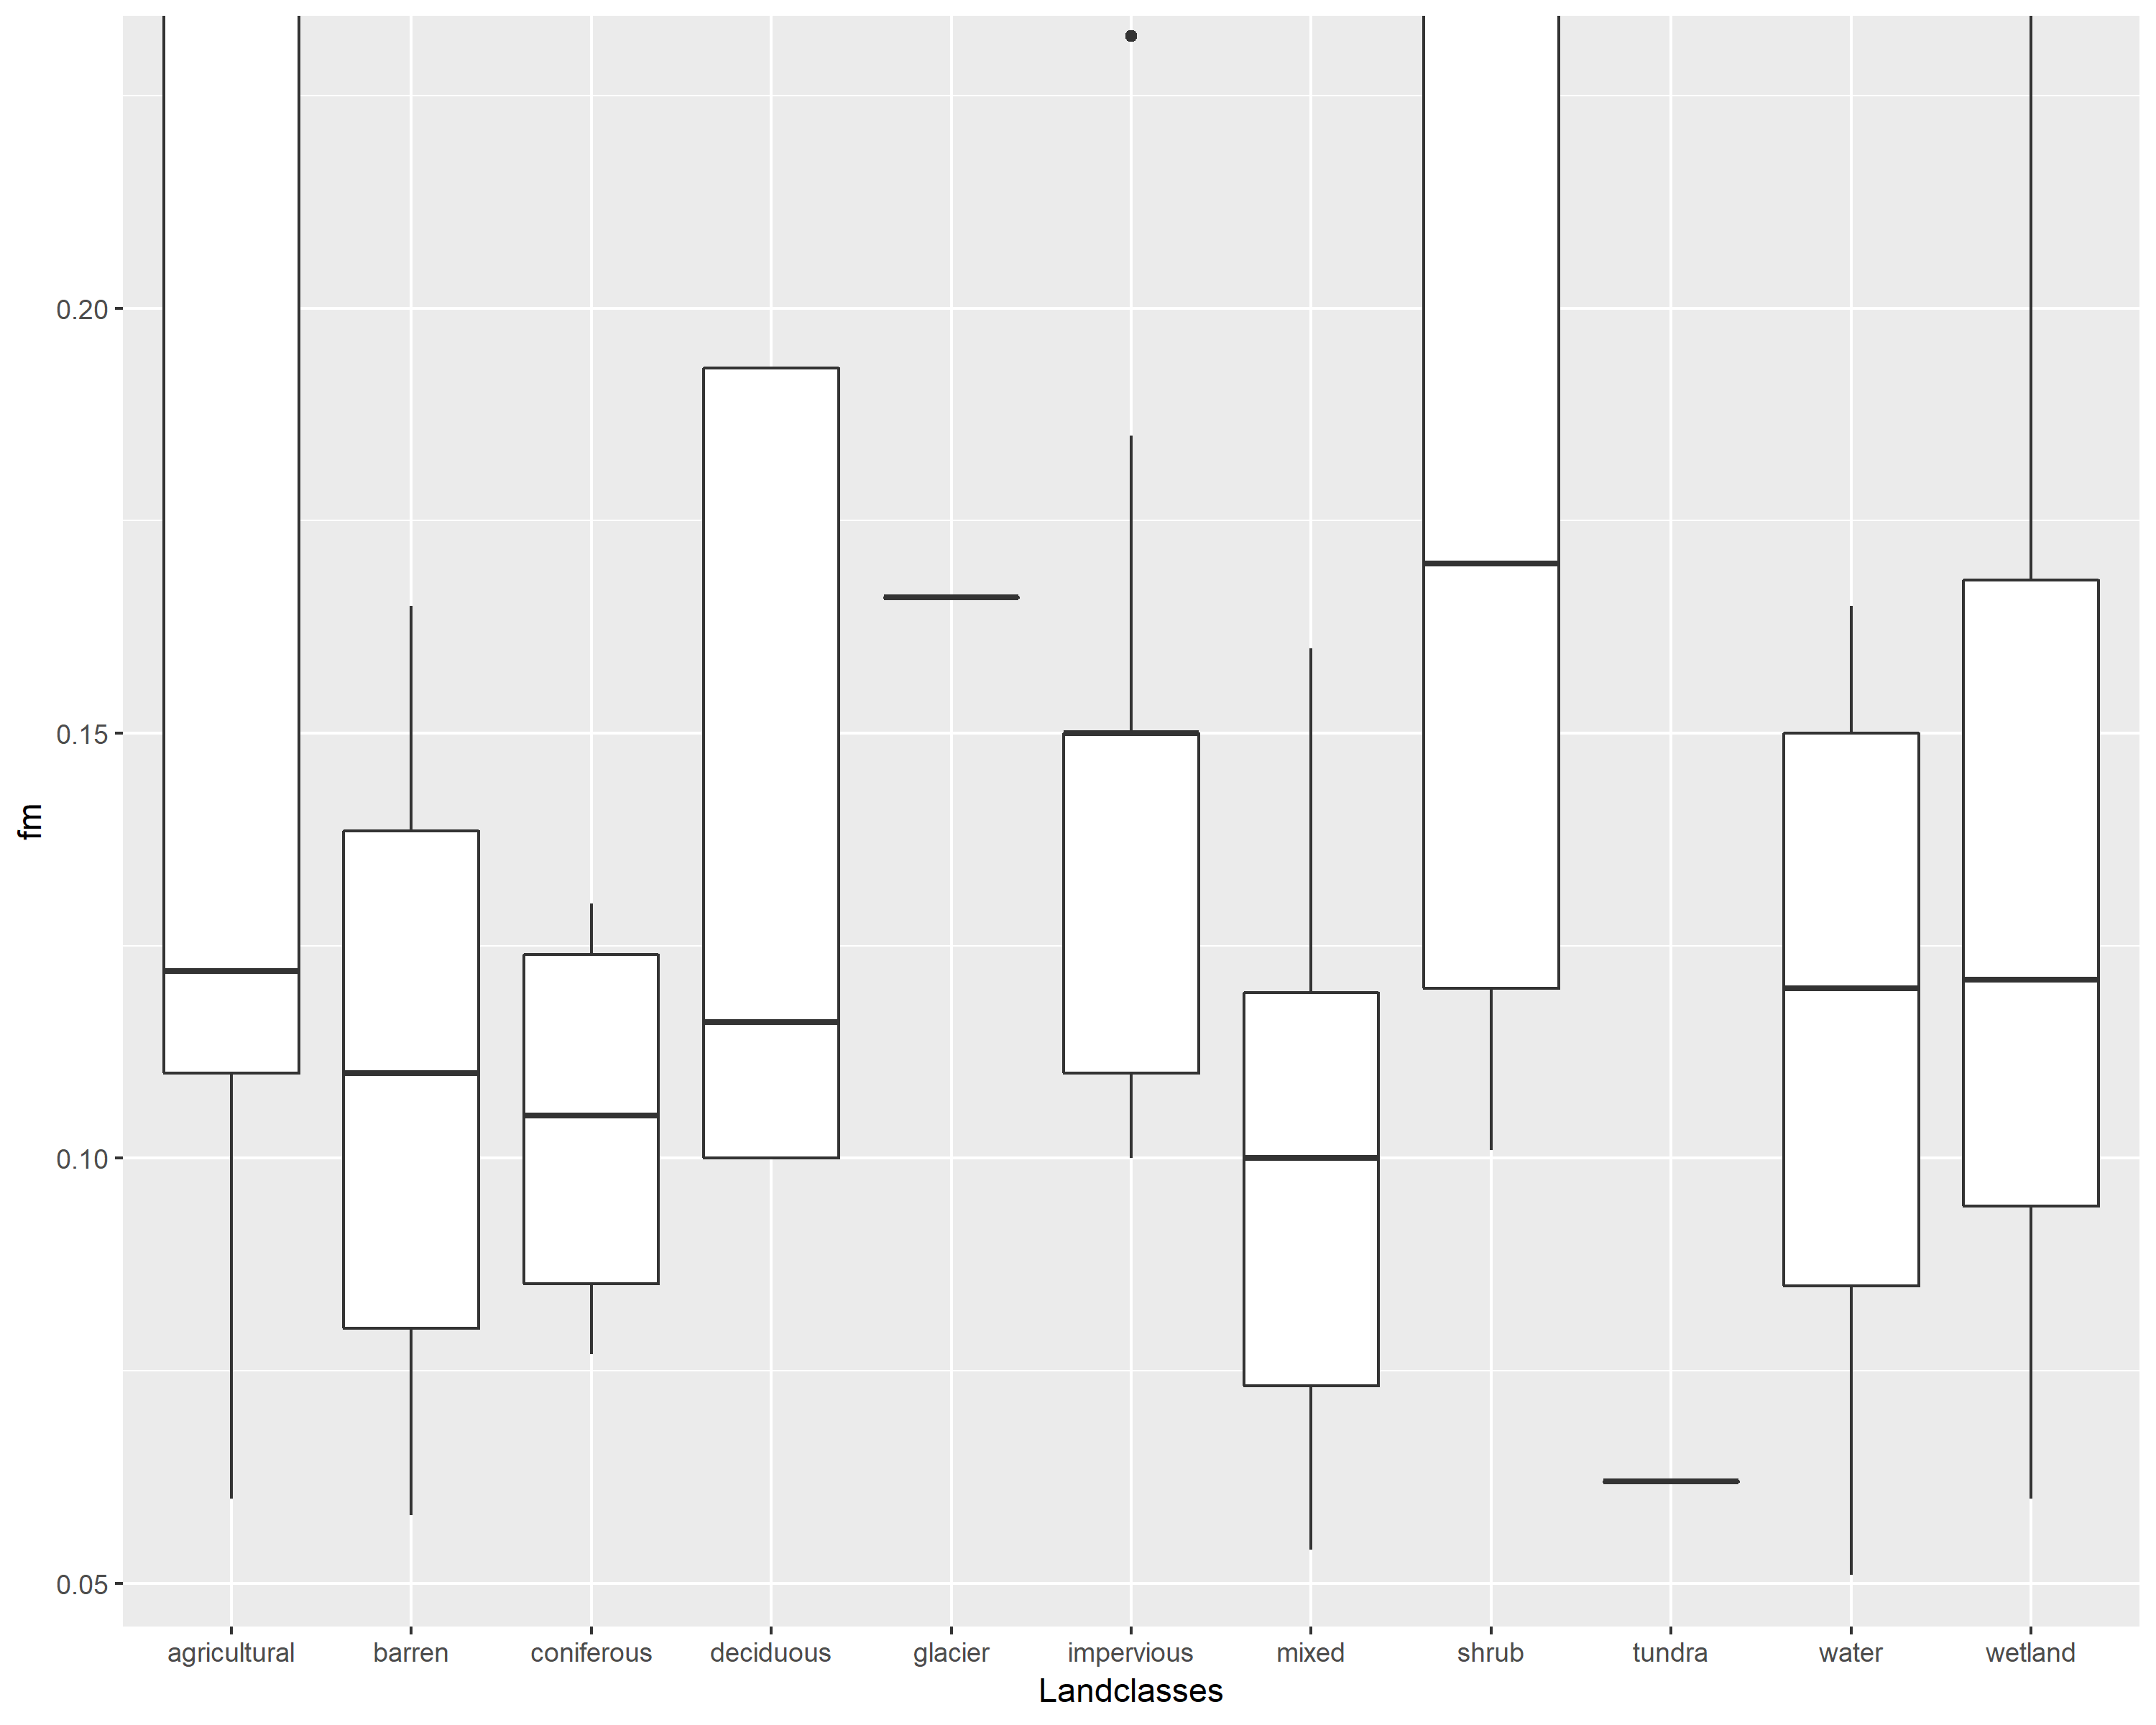 0.20
0.15
fm
0.10
0.05
agricultural barren coniferous deciduous glacier impervious mixed shrub tundra water wetland
Landclasses